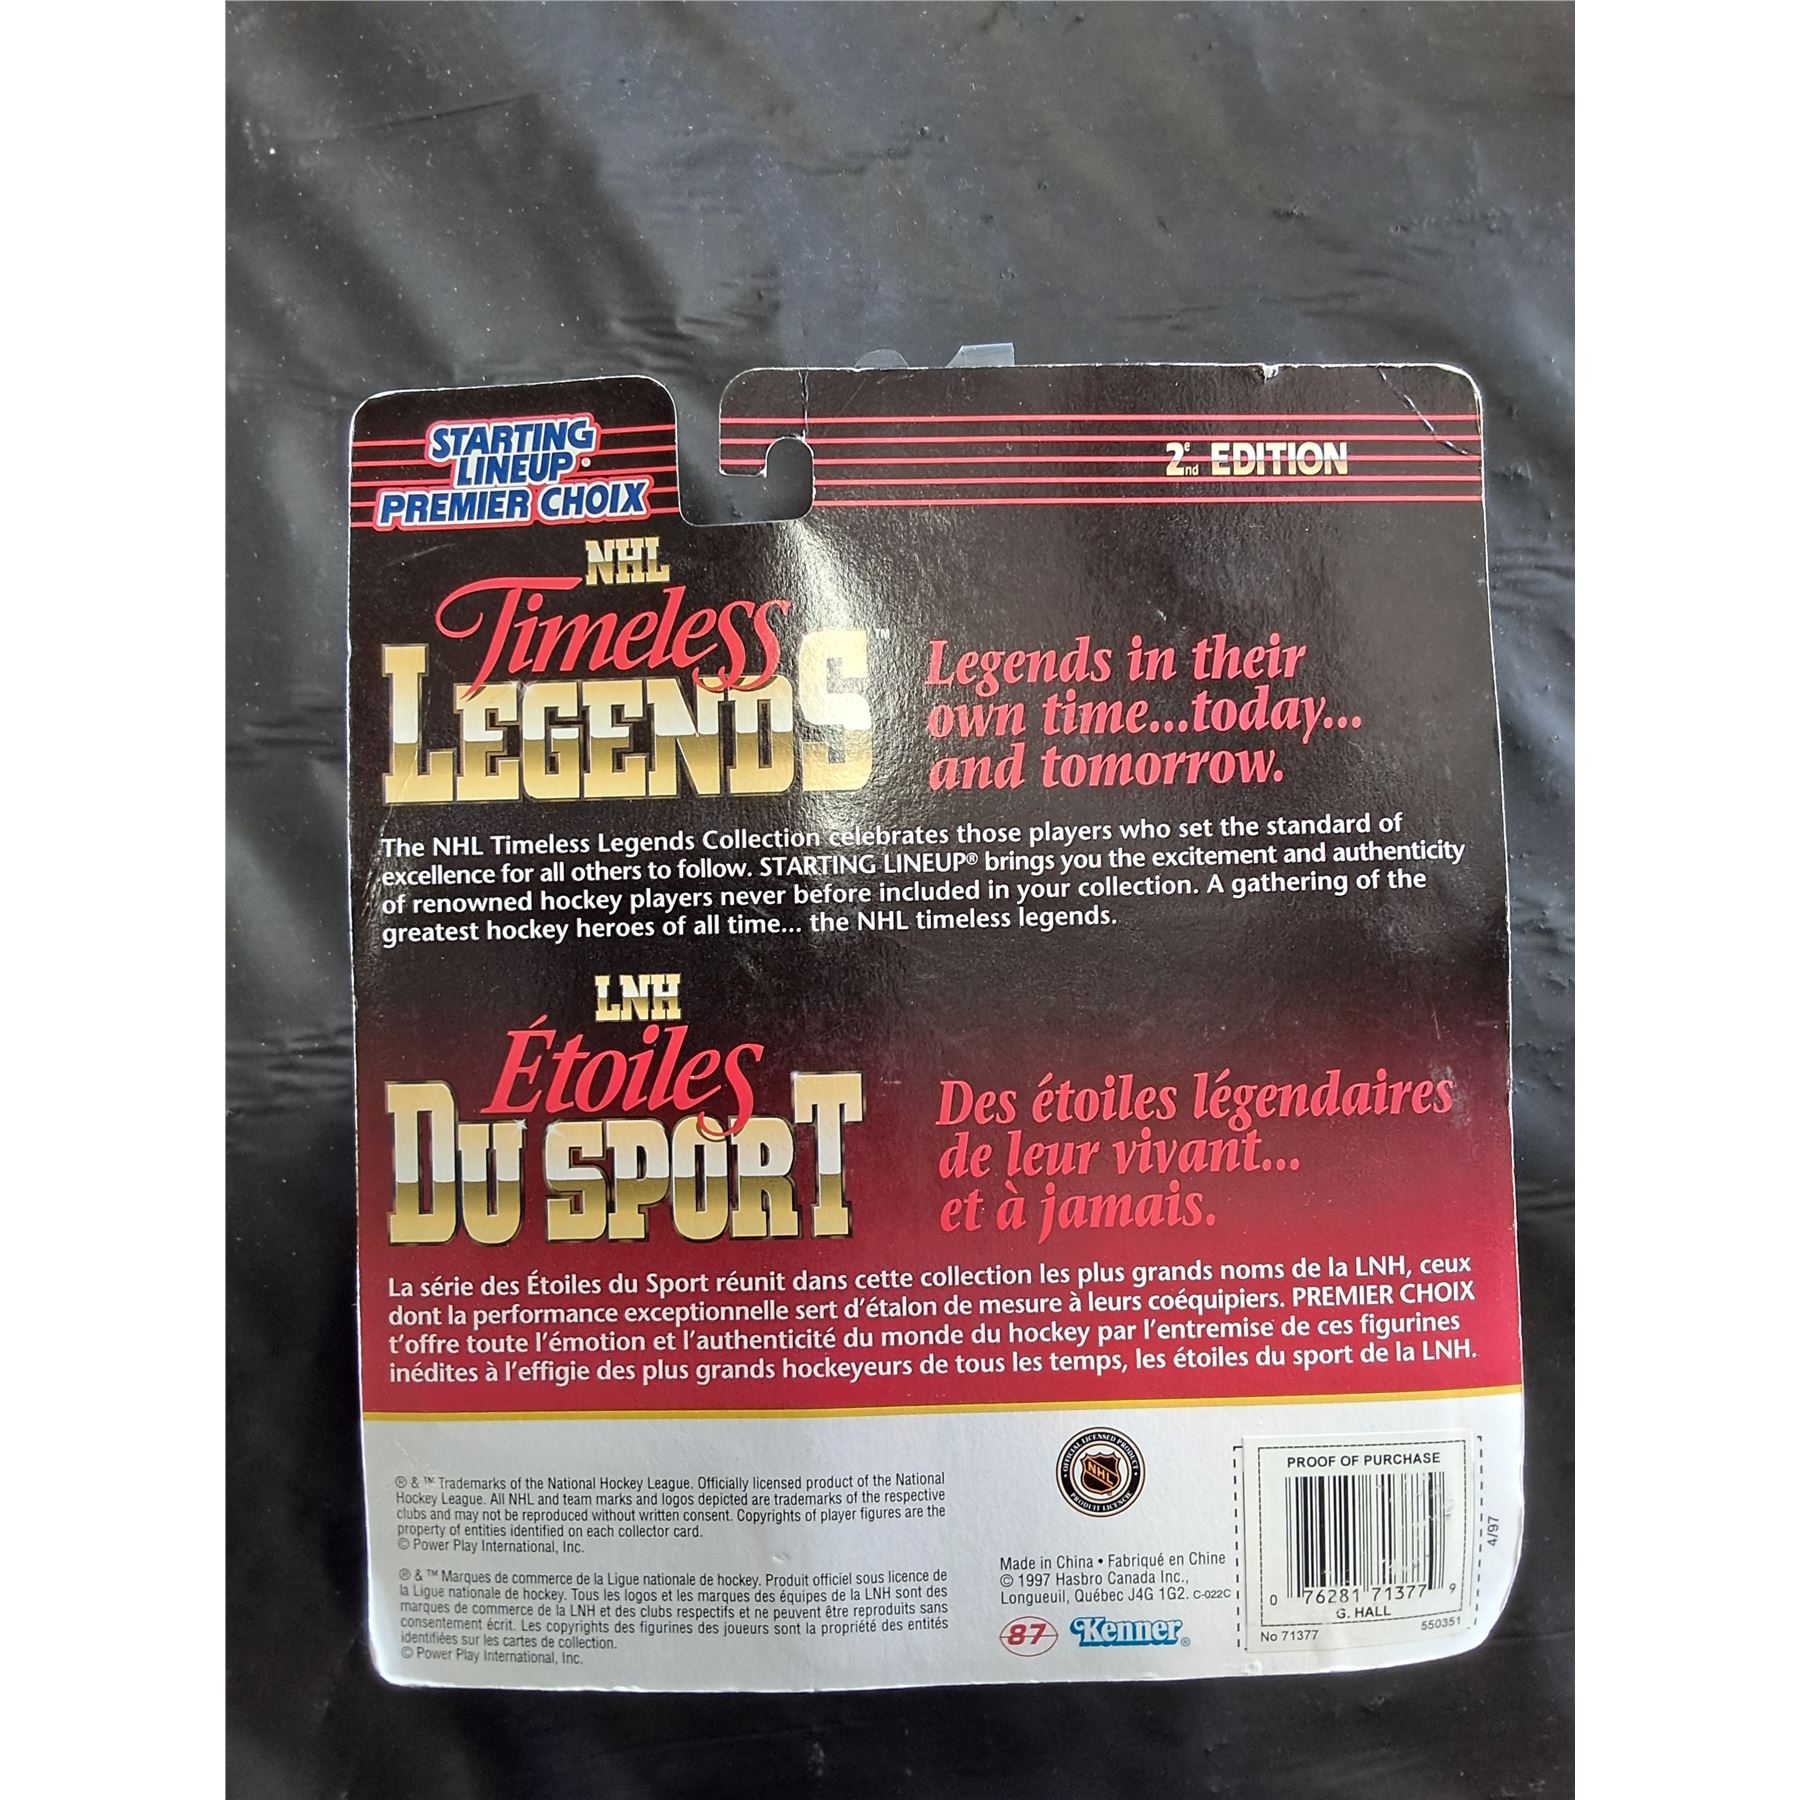 STARTING
LINEUP®
PREMIER CHOIX
2e nd EDITION
NHL
Timeless
LEGENDS™
Legends in their
own time...today...
and tomorrow.
The NHL Timeless Legends Collection celebrates those players who set the standard of
excellence for all others to follow. STARTING LINEUP® brings you the excitement and authenticity
of renowned hockey players never before included in your collection. A gathering of the
greatest hockey heroes of all time... the NHL timeless legends.
LNH
Étoiles
DU SPORT
Des étoiles légendaires
de leur vivant...
et à jamais.
La série des Étoiles du Sport réunit dans cette collection les plus grands noms de la LNH, ceux
dont la performance exceptionnelle sert d'étalon de mesure à leurs coéquipiers. PREMIER CHOIX
t'offre toute l'émotion et l'authenticité du monde du hockey par l'entremise de ces figurines
inédites à l'effigie des plus grands hockeyeurs de tous les temps, les étoiles du sport de la LNH.
® & ™ Trademarks of the National Hockey League. Officially licensed product of the National
Hockey League. All NHL and team marks and logos depicted are trademarks of the respective
clubs and may not be reproduced without written consent. Copyrights of player figures are the
property of entities identified on each collector card.
© Power Play International, Inc.
® & ™ Marques de commerce de la Ligue nationale de hockey. Produit officiel sous licence de
la Ligue nationale de hockey. Tous les logos et les marques des équipes de la LNH sont des
marques de commerce de la LNH et des clubs respectifs et ne peuvent être reproduits sans
consentement écrit. Les copyrights des figurines des joueurs sont la propriété des entités
identifiées sur les cartes de collection.
© Power Play International, Inc.
OFFICIAL LICENSED PRODUCT
NHL
PRODUIT LICENCIÉ
Made in China • Fabriqué en Chine
© 1997 Hasbro Canada Inc.,
Longueuil, Québec J4G 1G2. C-022C
87
Kenner®
PROOF OF PURCHASE
0 76281 71377 9
G. HALL
No 71377
550351
4/97